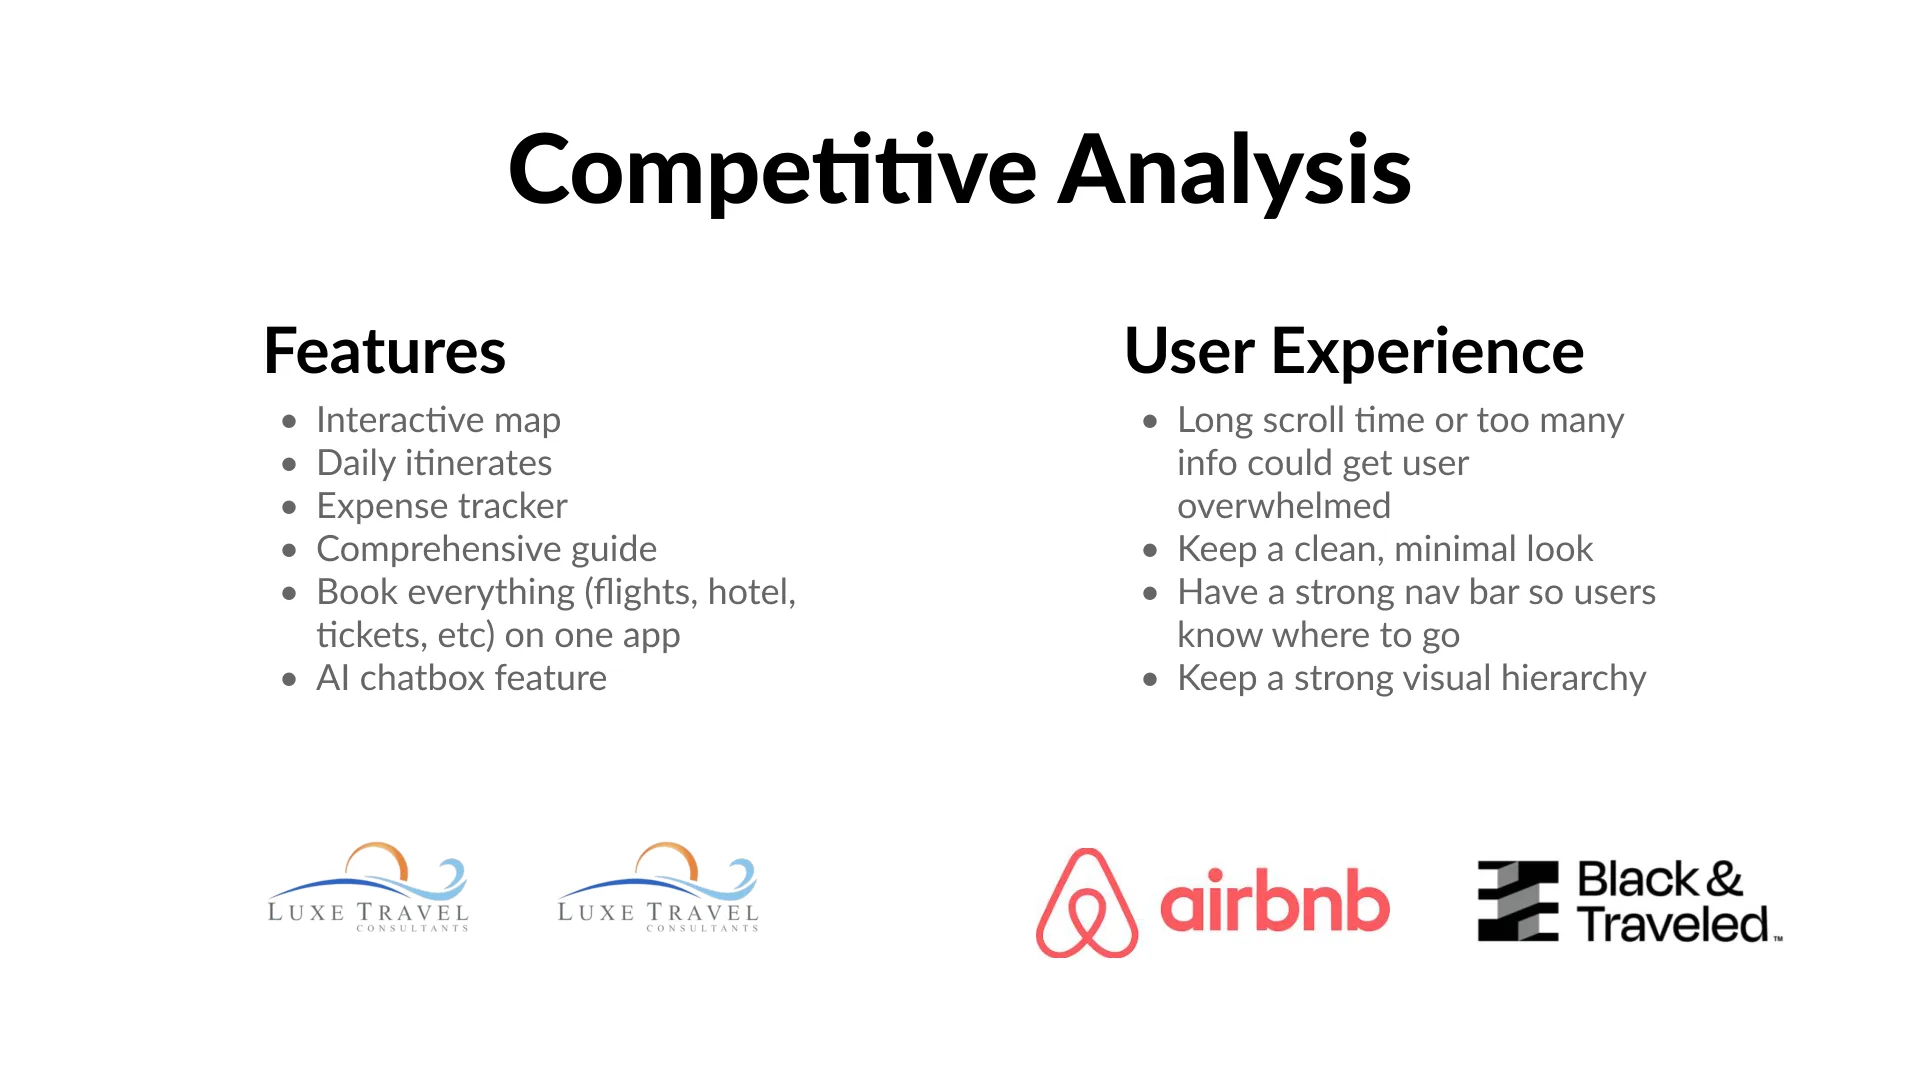 Competitive Analysis
Features
• Interactive map
• Daily itinerates
• Expense tracker
• Comprehensive guide
• Book everything (flights, hotel,
tickets, etc) on one app
• AI chatbox feature
User Experience
• Long scroll time or too many
info could get user
overwhelmed
• Keep a clean, minimal look
• Have a strong nav bar so users
know where to go
• Keep a strong visual hierarchy
LUXE TRAVEL
CONSULTANTS
LUXE TRAVEL
CONSULTANTS
airbnb
Black &
Traveled™